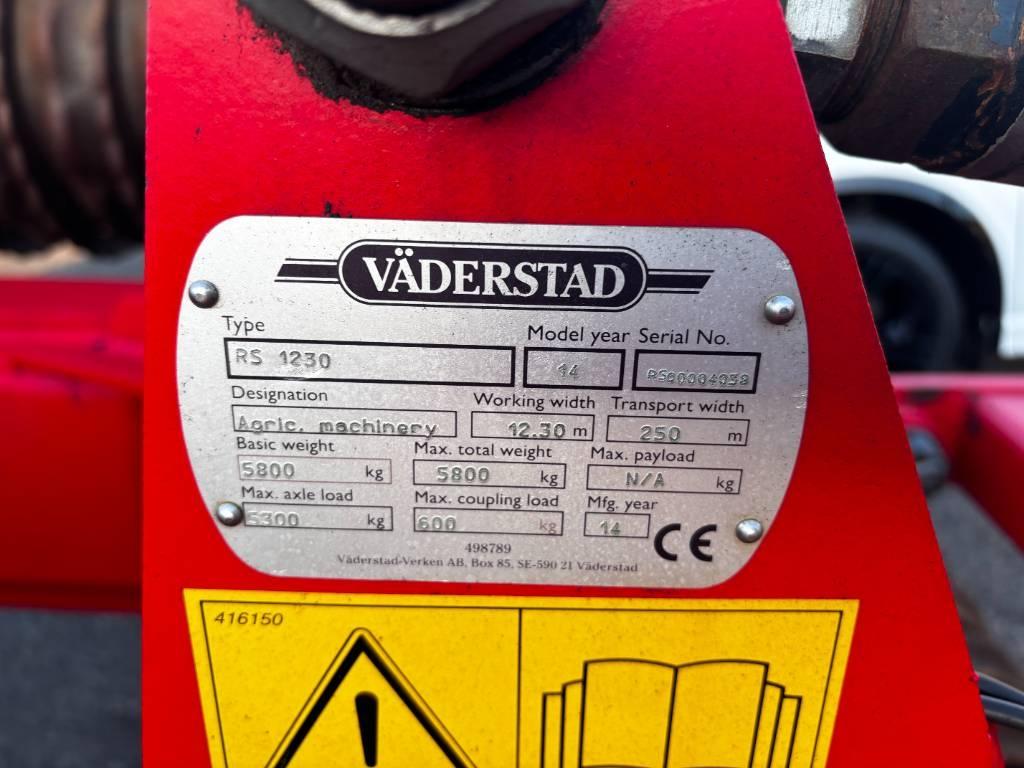 VÄDERSTAD
Type Model year Serial No.
RS 1230 14 RS00004038
Designation Working width Transport width
Agric. machinery 12.30 m 250 m
Basic weight Max. total weight Max. payload
5800 kg 5800 kg N/A kg
Max. axle load Max. coupling load Mfg. year
5300 kg 600 kg 14 CE
498789
Väderstad-Verken AB, Box 85, SE-590 21 Väderstad
416150